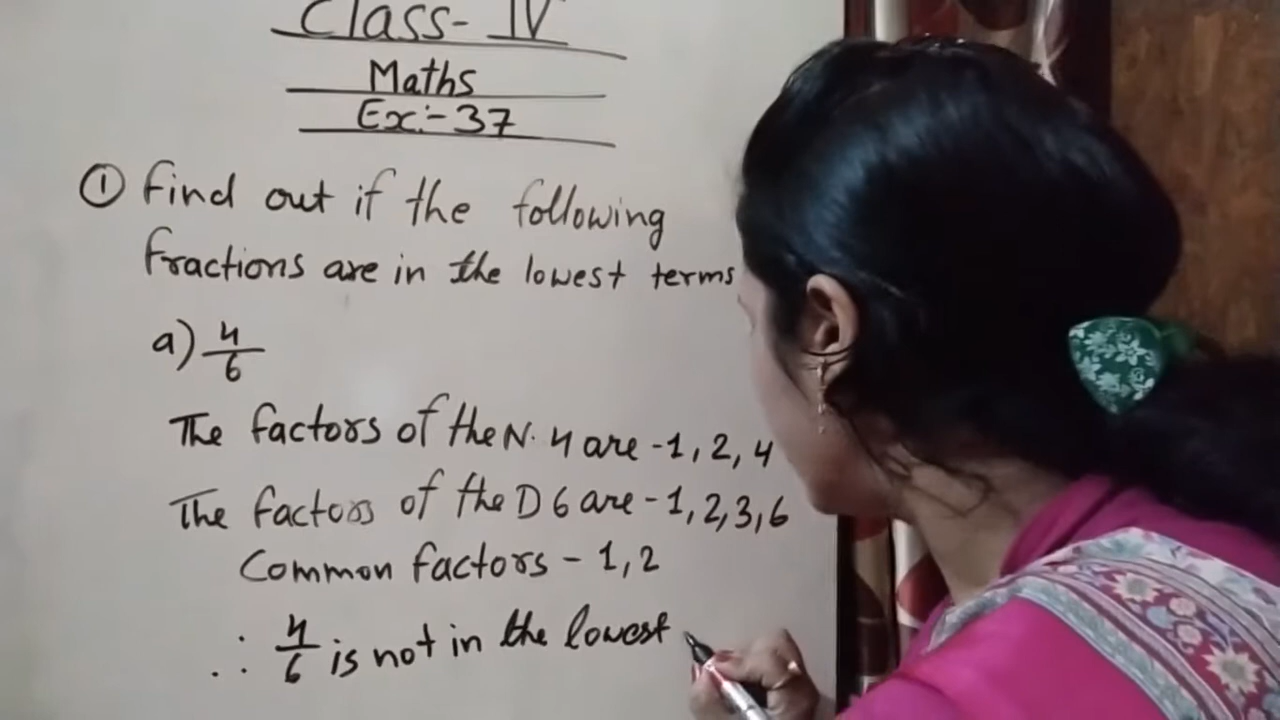 Class- IV
Maths
Ex:- 37
① Find out if the following
fractions are in the lowest terms
a) 4/6
The factors of the N. 4 are - 1, 2, 4
The factors of the D 6 are - 1, 2, 3, 6
Common factors - 1, 2
∴ 4/6 is not in the lowest